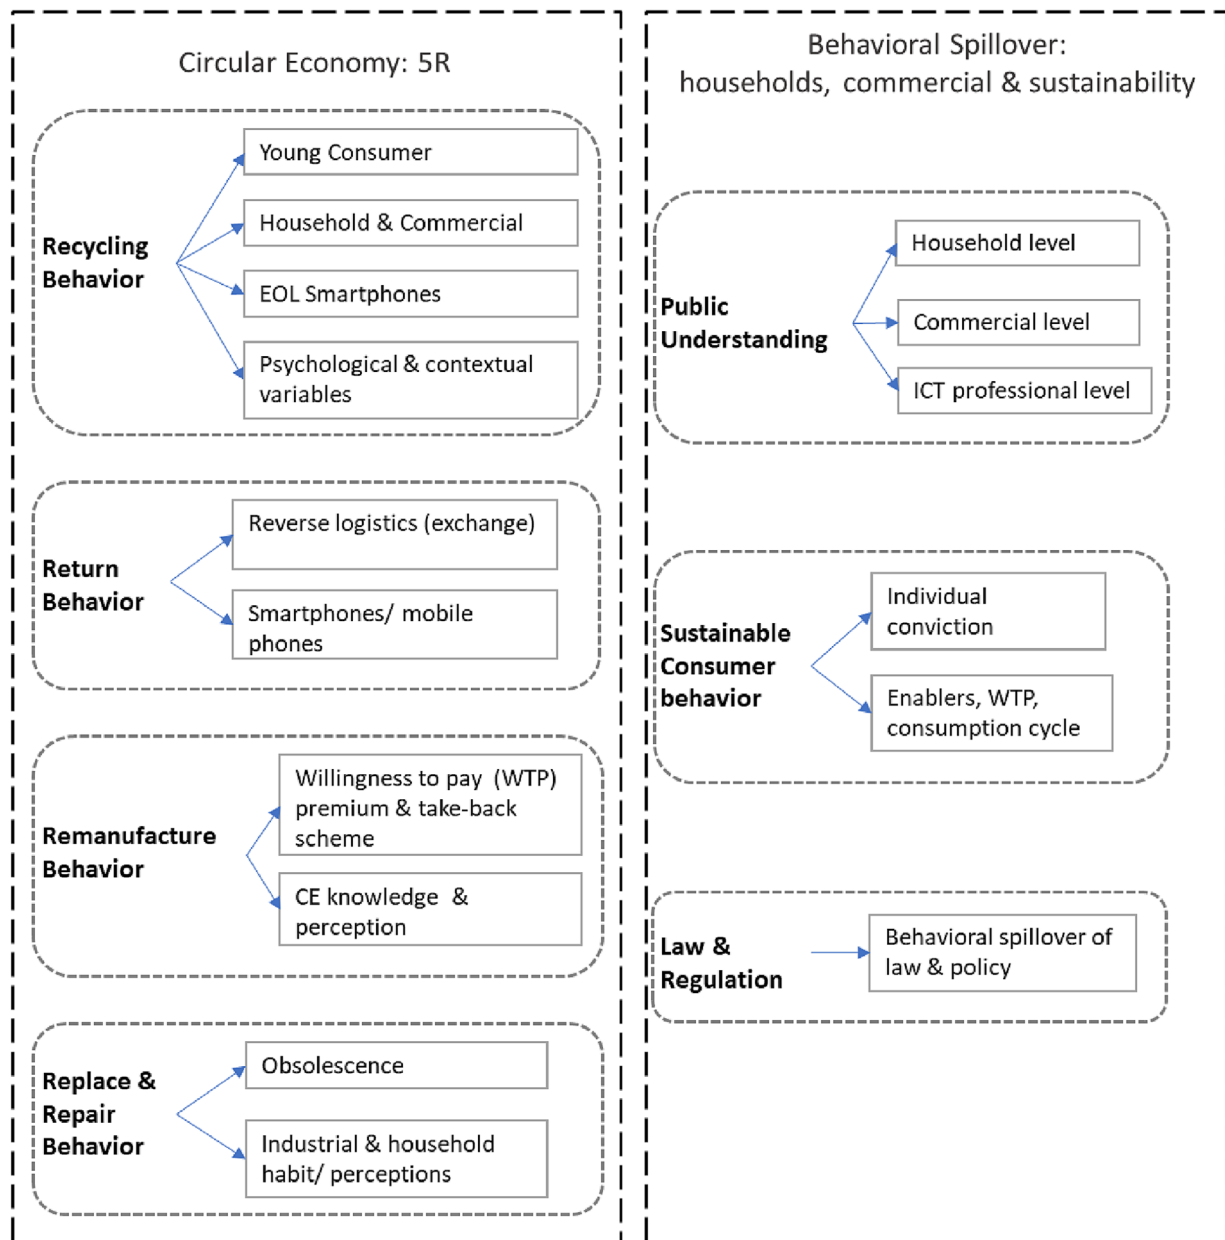 Circular Economy: 5R
Recycling
Behavior
Young Consumer
Household & Commercial
EOL Smartphones
Psychological & contextual
variables
Return
Behavior
Reverse logistics (exchange)
Smartphones/ mobile
phones
Remanufacture
Behavior
Willingness to pay (WTP)
premium & take-back
scheme
CE knowledge &
perception
Replace &
Repair
Behavior
Obsolescence
Industrial & household
habit/ perceptions
Behavioral Spillover:
households, commercial & sustainability
Public
Understanding
Household level
Commercial level
ICT professional level
Sustainable
Consumer
behavior
Individual
conviction
Enablers, WTP,
consumption cycle
Law &
Regulation
Behavioral spillover of
law & policy